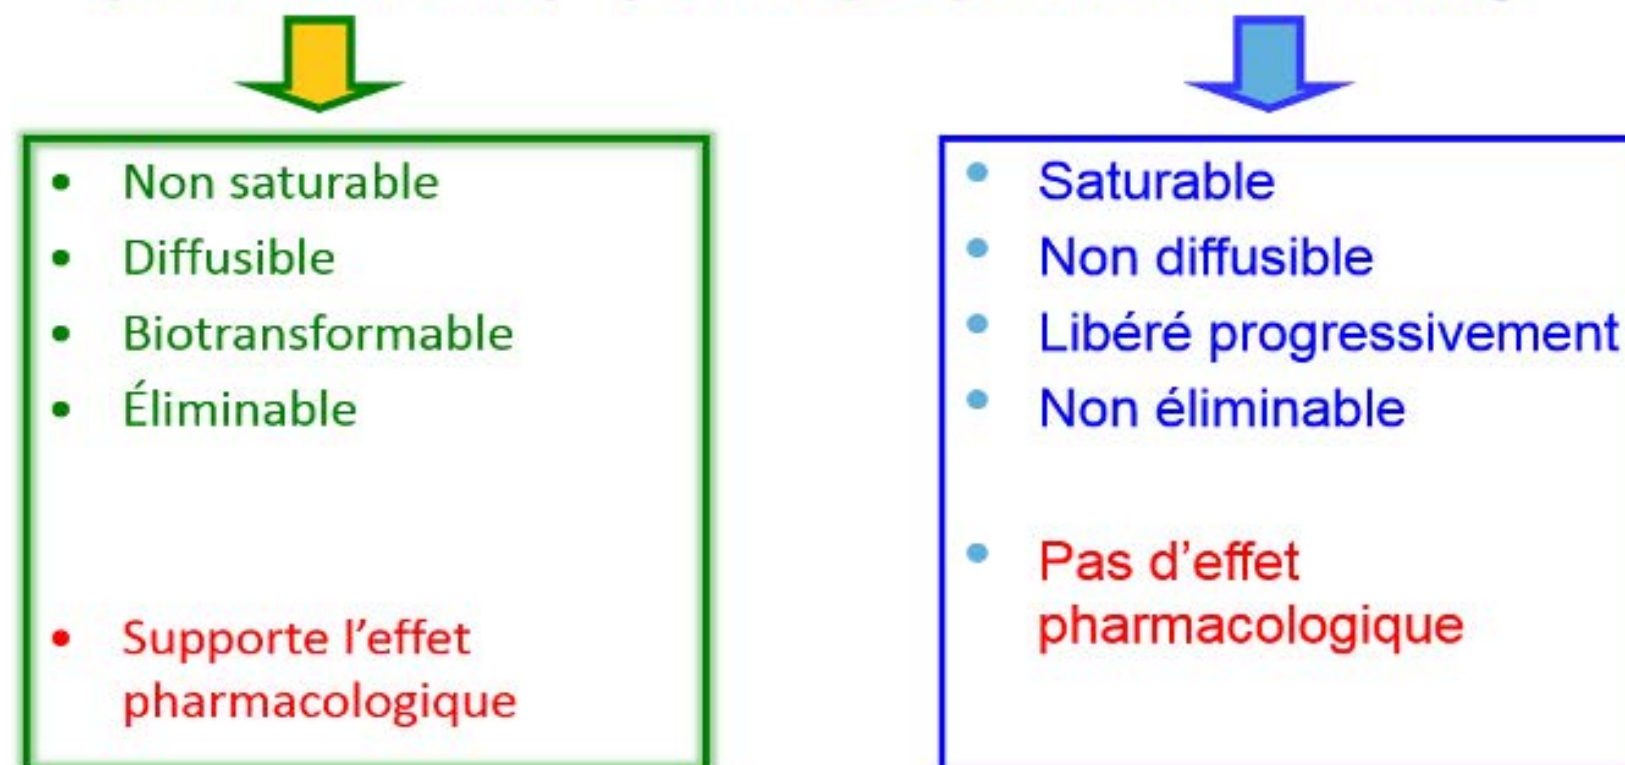 Non saturable
Diffusible
Biotransformable
Éliminable
Supporte l’effet
pharmacologique
Saturable
Non diffusible
Libéré progressivement
Non éliminable
Pas d’effet
pharmacologique